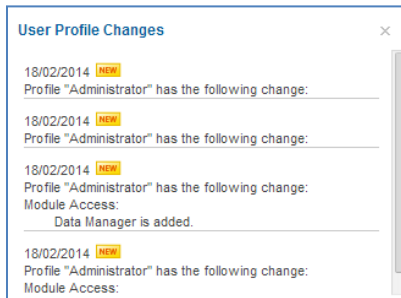 User Profile Changes
18/02/2014 NEW
Profile "Administrator" has the following change:
18/02/2014 NEW
Profile "Administrator" has the following change:
18/02/2014 NEW
Profile "Administrator" has the following change:
Module Access:
Data Manager is added.
18/02/2014 NEW
Profile "Administrator" has the following change:
Module Access: